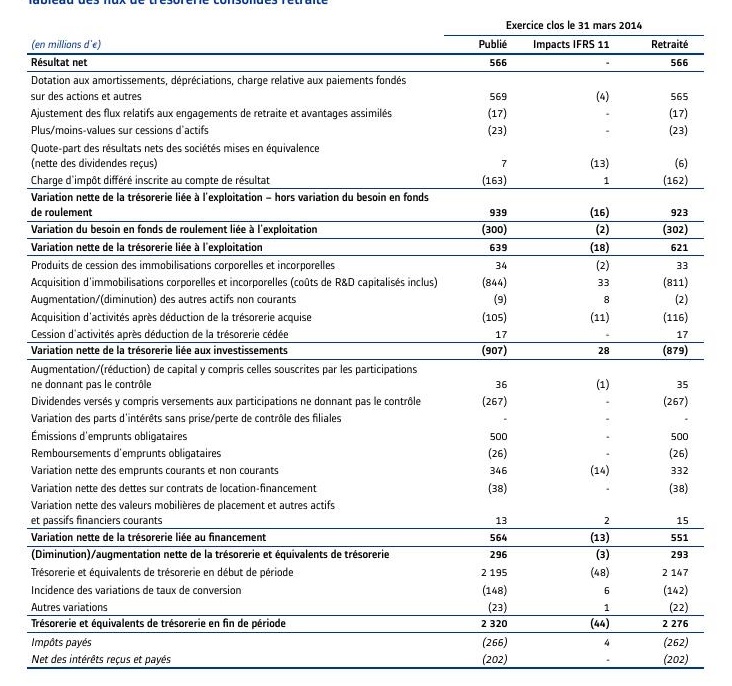 Tableau des flux de trésorerie consolidés retraité
Exercice clos le 31 mars 2014
(en millions d'€) Publié Impacts IFRS 11 Retraité
Résultat net 566 - 566
Dotation aux amortissements, dépréciations, charge relative aux paiements fondés
sur des actions et autres 569 (4) 565
Ajustement des flux relatifs aux engagements de retraite et avantages assimilés (17) - (17)
Plus/moins-values sur cessions d'actifs (23) - (23)
Quote-part des résultats nets des sociétés mises en équivalence
(nette des dividendes reçus) 7 (13) (6)
Charge d'impôt différé inscrite au compte de résultat (163) 1 (162)
Variation nette de la trésorerie liée à l'exploitation – hors variation du besoin en fonds
de roulement 939 (16) 923
Variation du besoin en fonds de roulement liée à l'exploitation (300) (2) (302)
Variation nette de la trésorerie liée à l'exploitation 639 (18) 621
Produits de cession des immobilisations corporelles et incorporelles 34 (2) 33
Acquisition d'immobilisations corporelles et incorporelles (coûts de R&D capitalisés inclus) (844) 33 (811)
Augmentation/(diminution) des autres actifs non courants (9) 8 (2)
Acquisition d'activités après déduction de la trésorerie acquise (105) (11) (116)
Cession d'activités après déduction de la trésorerie cédée 17 - 17
Variation nette de la trésorerie liée aux investissements (907) 28 (879)
Augmentation/(réduction) de capital y compris celles souscrites par les participations
ne donnant pas le contrôle 36 (1) 35
Dividendes versés y compris versements aux participations ne donnant pas le contrôle (267) - (267)
Variation des parts d'intérêts sans prise/perte de contrôle des filiales - - -
Émissions d'emprunts obligataires 500 - 500
Remboursements d'emprunts obligataires (26) - (26)
Variation nette des emprunts courants et non courants 346 (14) 332
Variation nette des dettes sur contrats de location-financement (38) - (38)
Variation nette des valeurs mobilières de placement et autres actifs
et passifs financiers courants 13 2 15
Variation nette de la trésorerie liée au financement 564 (13) 551
(Diminution)/augmentation nette de la trésorerie et équivalents de trésorerie 296 (3) 293
Trésorerie et équivalents de trésorerie en début de période 2 195 (48) 2 147
Incidence des variations de taux de conversion (148) 6 (142)
Autres variations (23) 1 (22)
Trésorerie et équivalents de trésorerie en fin de période 2 320 (44) 2 276
Impôts payés (266) 4 (262)
Net des intérêts reçus et payés (202) - (202)